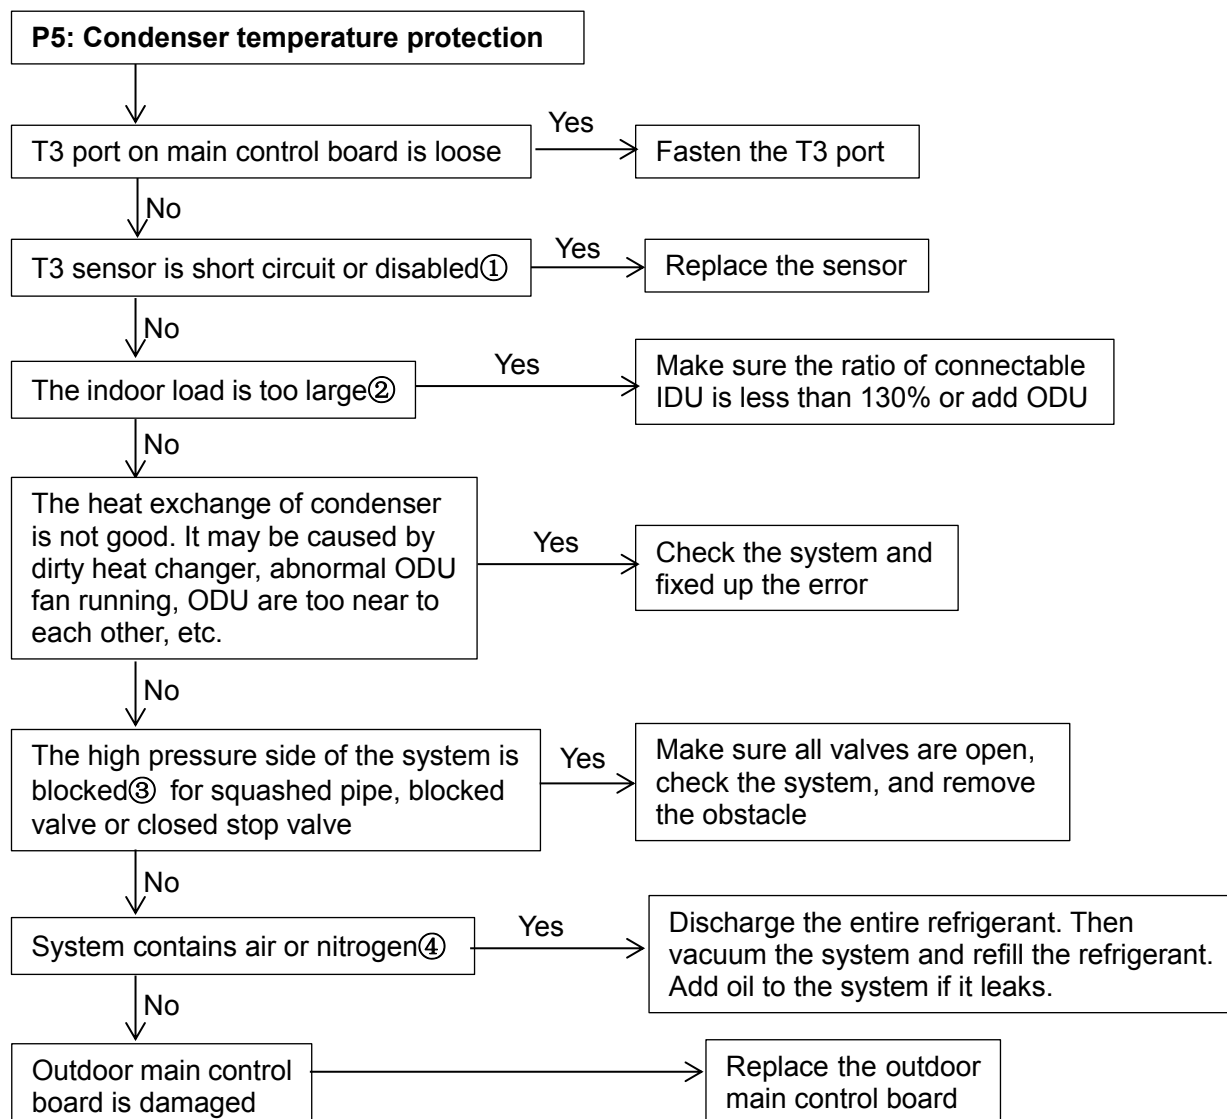 P5: Condenser temperature protection
T3 port on main control board is loose
Yes
Fasten the T3 port
No
T3 sensor is short circuit or disabled①
Yes
Replace the sensor
No
The indoor load is too large②
Yes
Make sure the ratio of connectable
IDU is less than 130% or add ODU
No
The heat exchange of condenser
is not good. It may be caused by
dirty heat changer, abnormal ODU
fan running, ODU are too near to
each other, etc.
Yes
Check the system and
fixed up the error
No
The high pressure side of the system is
blocked③ for squashed pipe, blocked
valve or closed stop valve
Yes
Make sure all valves are open,
check the system, and remove
the obstacle
No
System contains air or nitrogen④
Yes
Discharge the entire refrigerant. Then
vacuum the system and refill the refrigerant.
Add oil to the system if it leaks.
No
Outdoor main control
board is damaged
Replace the outdoor
main control board